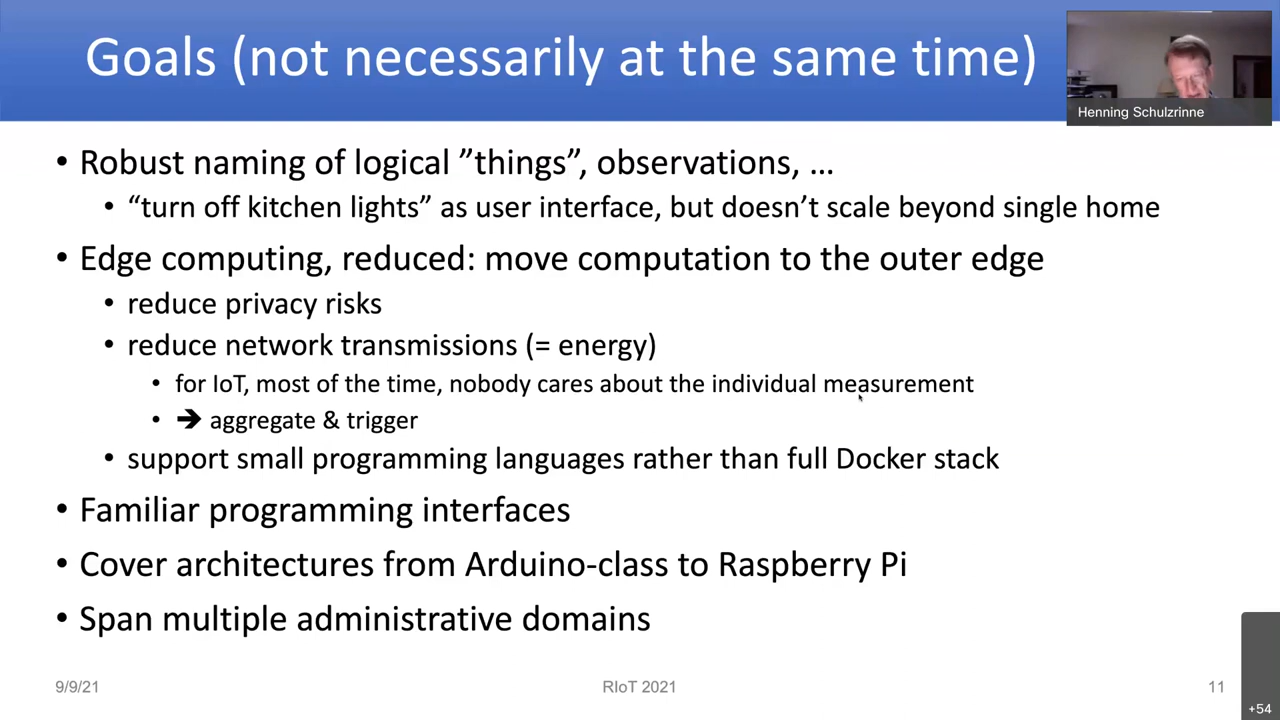 Goals (not necessarily at the same time)
Henning Schulzrinne
• Robust naming of logical ”things”, observations, …
• “turn off kitchen lights” as user interface, but doesn’t scale beyond single home
• Edge computing, reduced: move computation to the outer edge
• reduce privacy risks
• reduce network transmissions (= energy)
• for IoT, most of the time, nobody cares about the individual measurement
• ➔ aggregate & trigger
• support small programming languages rather than full Docker stack
• Familiar programming interfaces
• Cover architectures from Arduino-class to Raspberry Pi
• Span multiple administrative domains
9/9/21
RIoT 2021
11
+54